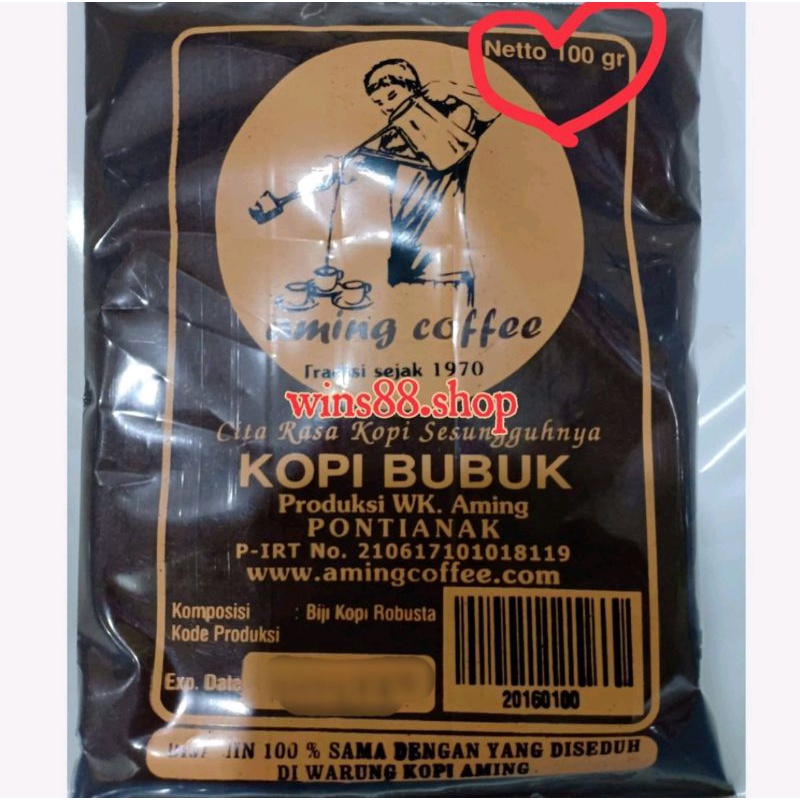 Netto 100 gr
aming coffee
Tradisi sejak 1970
wins88.shop
Cita Rasa Kopi Sesungguhnya
KOPI BUBUK
Produksi WK. Aming
PONTIANAK
P-IRT No. 210617101018119
www.amingcoffee.com
Komposisi : Biji Kopi Robusta
Kode Produksi
Exp. Date
20160100
100 % SAMA DENGAN YANG DISEDUH
DI WARUNG KOPI AMING